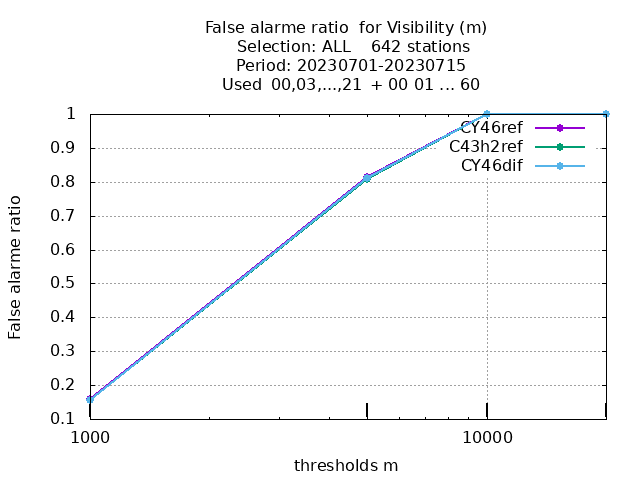 False alarme ratio  for Visibility (m)
Selection: ALL    642 stations
Period: 20230701-20230715
Used  00,03,...,21  + 00 01 ... 60
1
0.9
0.8
0.7
0.6
0.5
0.4
0.3
0.2
0.1
False alarme ratio
CY46ref
C43h2ref
CY46dif
1000
10000
thresholds m